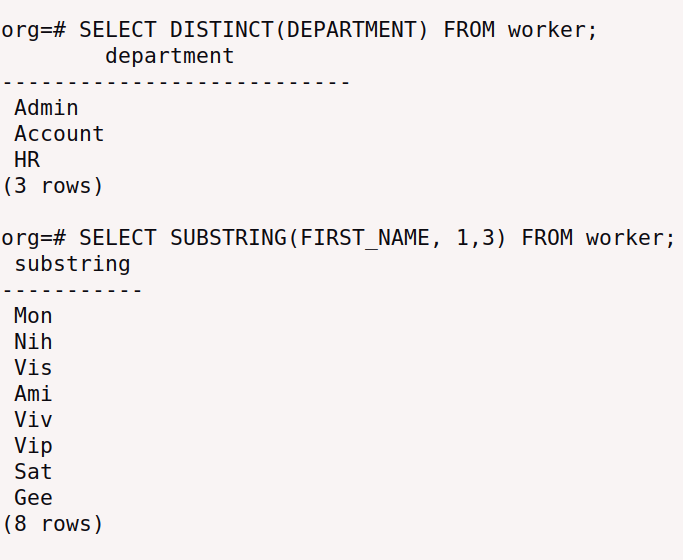 org=# SELECT DISTINCT(DEPARTMENT) FROM worker;
        department
---------------------------
 Admin
 Account
 HR
(3 rows)

org=# SELECT SUBSTRING(FIRST_NAME, 1,3) FROM worker;
 substring
-----------
 Mon
 Nih
 Vis
 Ami
 Viv
 Vip
 Sat
 Gee
(8 rows)